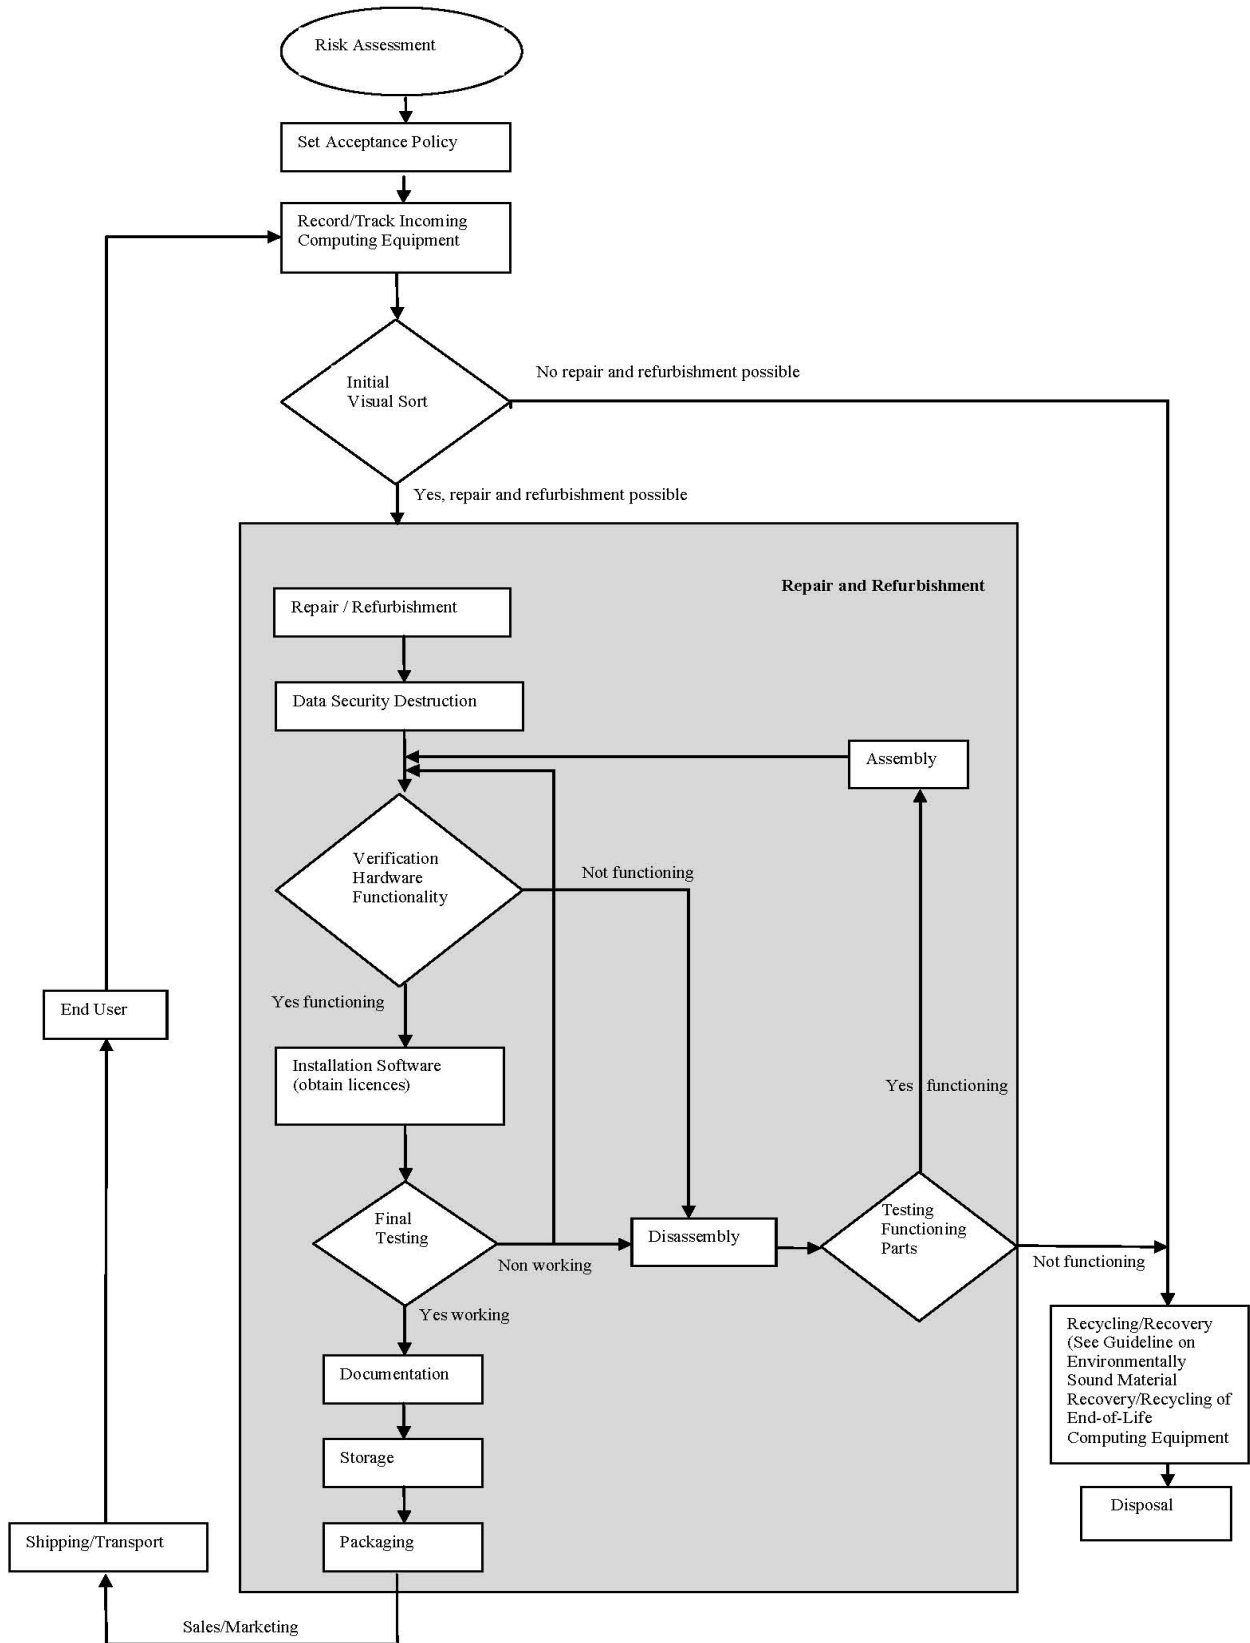 Risk Assessment
Set Acceptance Policy
Record/Track Incoming
Computing Equipment
No repair and refurbishment possible
Initial
Visual Sort
Yes, repair and refurbishment possible
Repair and Refurbishment
Repair / Refurbishment
Data Security Destruction
Assembly
Verification
Hardware
Functionality
Not functioning
Yes functioning
End User
Installation Software
(obtain licences)
Yes functioning
Final
Testing
Non working
Disassembly
Testing
Functioning
Parts
Not functioning
Yes working
Recycling/Recovery
(See Guideline on
Environmentally
Sound Material
Recovery/Recycling of
End-of-Life
Computing Equipment
Documentation
Storage
Disposal
Packaging
Shipping/Transport
Sales/Marketing